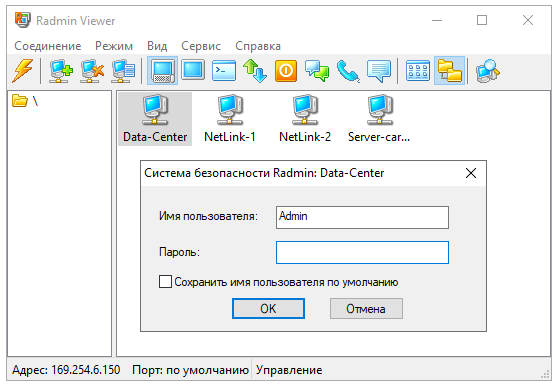 Radmin Viewer
Соединение Режим Вид Сервис Справка
\
Data-Center NetLink-1 NetLink-2 Server-car...
Система безопасности Radmin: Data-Center
Имя пользователя: Admin
Пароль:
Сохранить имя пользователя по умолчанию
OK Отмена
Адрес: 169.254.6.150 Порт: по умолчанию Управление